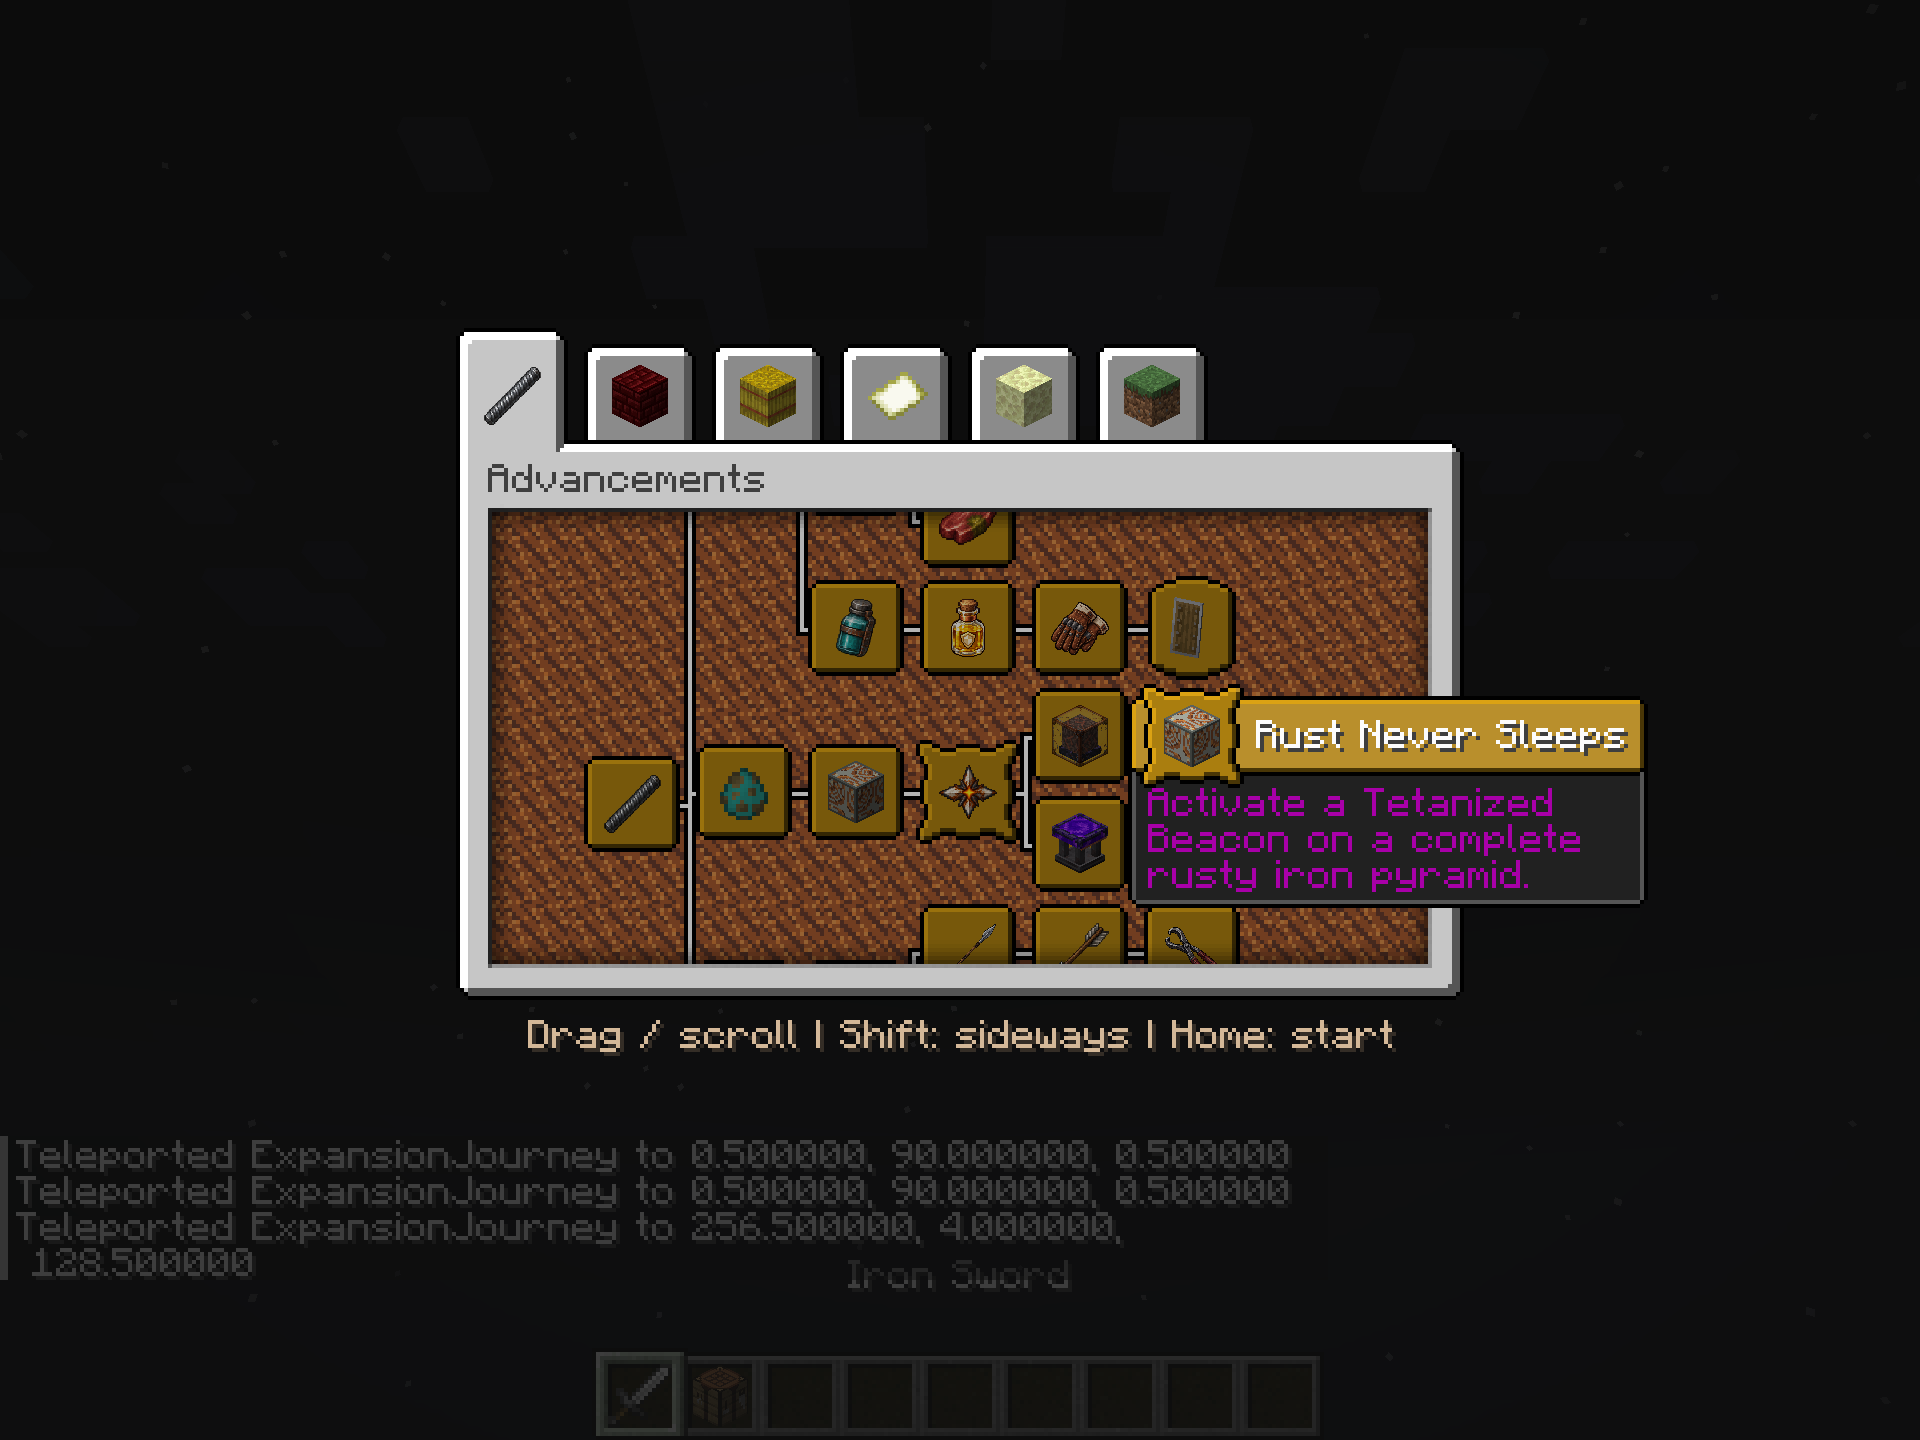 Advancements
Rust Never Sleeps
Activate a Tetanized
Beacon on a complete
rusty iron pyramid.
Drag / scroll | Shift: sideways | Home: start
Teleported ExpansionJourney to 0.500000, 90.000000, 0.500000
Teleported ExpansionJourney to 0.500000, 90.000000, 0.500000
Teleported ExpansionJourney to 256.500000, 4.000000,
128.500000
Iron Sword